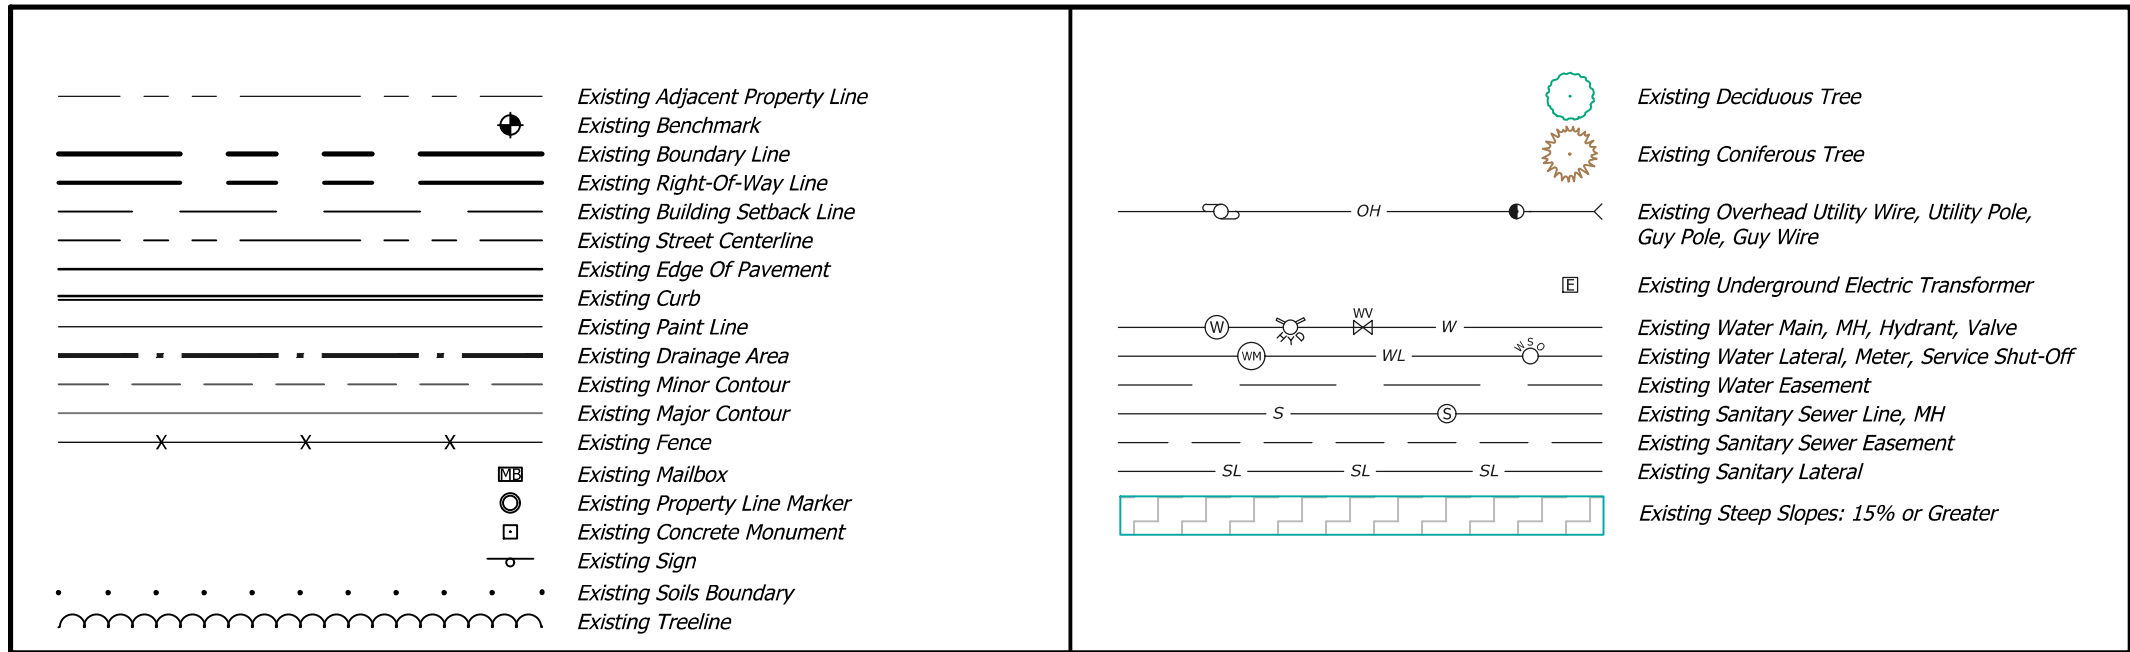 Existing Adjacent Property Line
Existing Benchmark
Existing Boundary Line
Existing Right-Of-Way Line
Existing Building Setback Line
Existing Street Centerline
Existing Edge Of Pavement
Existing Curb
Existing Paint Line
Existing Drainage Area
Existing Minor Contour
Existing Major Contour
X X X Existing Fence
MB Existing Mailbox
Existing Property Line Marker
Existing Concrete Monument
Existing Sign
Existing Soils Boundary
Existing Treeline
Existing Deciduous Tree
Existing Coniferous Tree
OH Existing Overhead Utility Wire, Utility Pole,
Guy Pole, Guy Wire
E Existing Underground Electric Transformer
W HYD WV W Existing Water Main, MH, Hydrant, Valve
WM WL WSO Existing Water Lateral, Meter, Service Shut-Off
Existing Water Easement
S S Existing Sanitary Sewer Line, MH
Existing Sanitary Sewer Easement
SL SL SL Existing Sanitary Lateral
Existing Steep Slopes: 15% or Greater